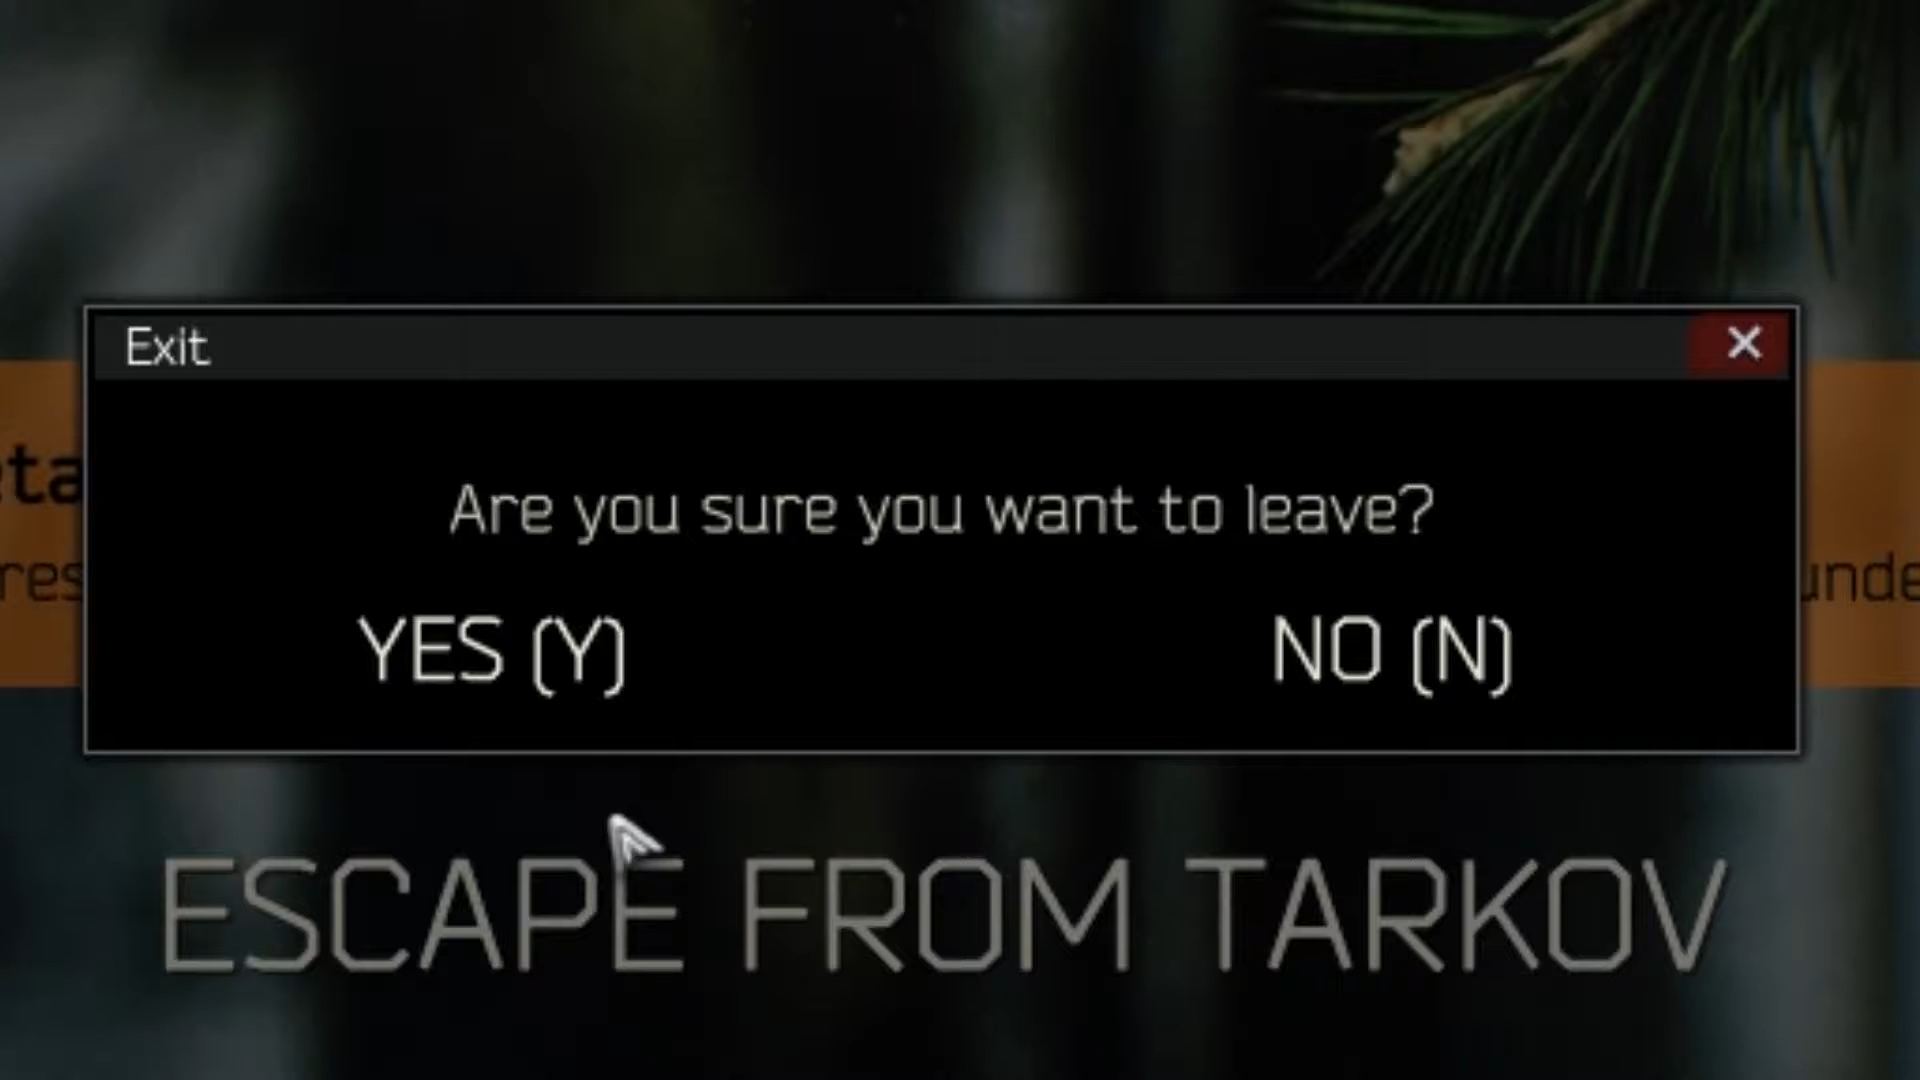 Exit
Are you sure you want to leave?
YES (Y)
NO (N)
ESCAPE FROM TARKOV